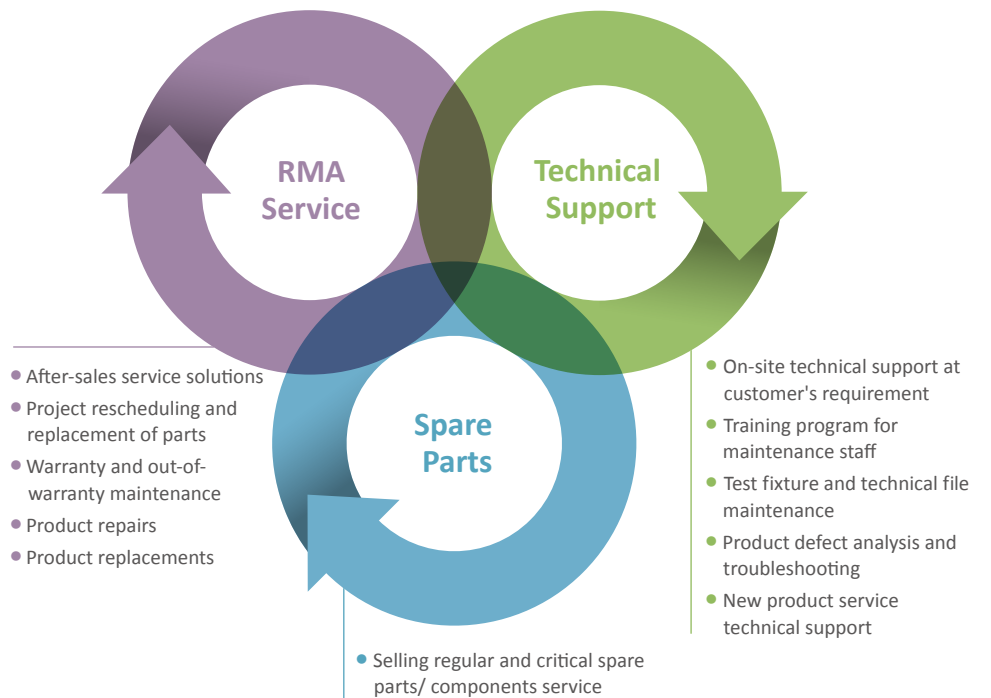 RMA
Service
Technical
Support
Spare
Parts
After-sales service solutions
Project rescheduling and
replacement of parts
Warranty and out-of-
warranty maintenance
Product repairs
Product replacements
On-site technical support at
customer's requirement
Training program for
maintenance staff
Test fixture and technical file
maintenance
Product defect analysis and
troubleshooting
New product service
technical support
Selling regular and critical spare
parts/ components service